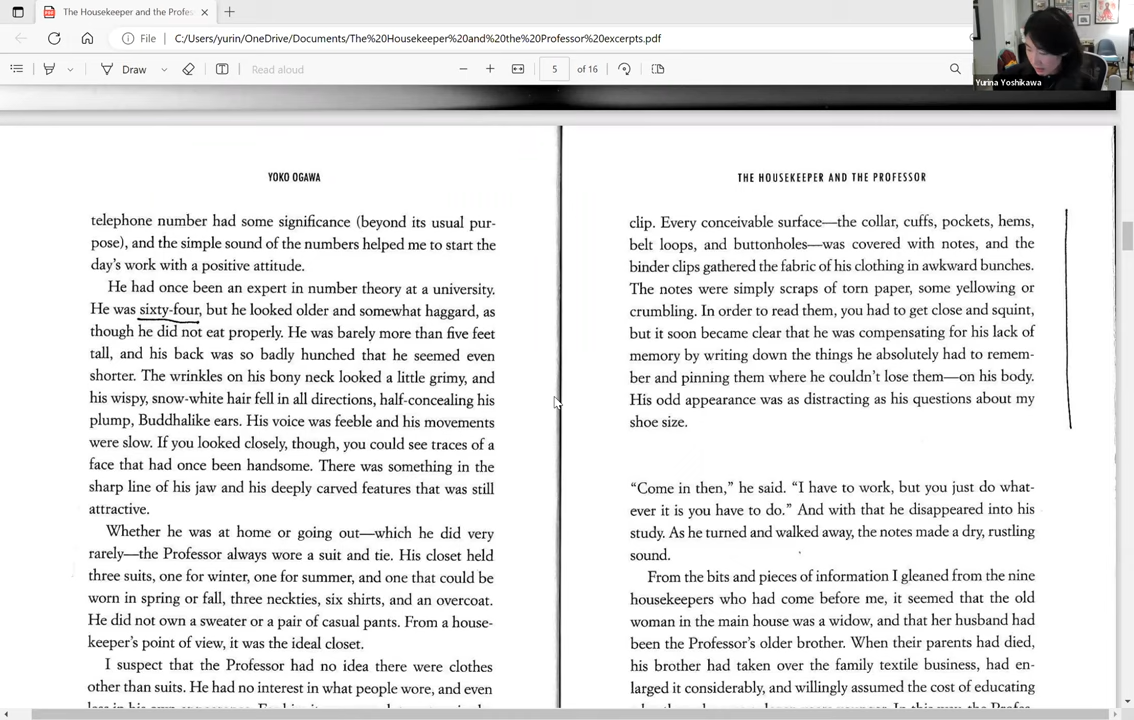 The Housekeeper and the Profes
File
C:/Users/yurin/OneDrive/Documents/The%20Housekeeper%20and%20the%20Professor%20excerpts.pdf
Draw
Read aloud
5
of 16
Yurina Yoshikawa
YOKO OGAWA
telephone number had some significance (beyond its usual pur-
pose), and the simple sound of the numbers helped me to start the
day's work with a positive attitude.
He had once been an expert in number theory at a university.
He was sixty-four, but he looked older and somewhat haggard, as
though he did not eat properly. He was barely more than five feet
tall, and his back was so badly hunched that he seemed even
shorter. The wrinkles on his bony neck looked a little grimy, and
his wispy, snow-white hair fell in all directions, half-concealing his
plump, Buddhalike ears. His voice was feeble and his movements
were slow. If you looked closely, though, you could see traces of a
face that had once been handsome. There was something in the
sharp line of his jaw and his deeply carved features that was still
attractive.
Whether he was at home or going out—which he did very
rarely—the Professor always wore a suit and tie. His closet held
three suits, one for winter, one for summer, and one that could be
worn in spring or fall, three neckties, six shirts, and an overcoat.
He did not own a sweater or a pair of casual pants. From a house-
keeper's point of view, it was the ideal closet.
I suspect that the Professor had no idea there were clothes
other than suits. He had no interest in what people wore, and even
THE HOUSEKEEPER AND THE PROFESSOR
clip. Every conceivable surface—the collar, cuffs, pockets, hems,
belt loops, and buttonholes—was covered with notes, and the
binder clips gathered the fabric of his clothing in awkward bunches.
The notes were simply scraps of torn paper, some yellowing or
crumbling. In order to read them, you had to get close and squint,
but it soon became clear that he was compensating for his lack of
memory by writing down the things he absolutely had to remem-
ber and pinning them where he couldn't lose them—on his body.
His odd appearance was as distracting as his questions about my
shoe size.
"Come in then," he said. "I have to work, but you just do what-
ever it is you have to do." And with that he disappeared into his
study. As he turned and walked away, the notes made a dry, rustling
sound.
From the bits and pieces of information I gleaned from the nine
housekeepers who had come before me, it seemed that the old
woman in the main house was a widow, and that her husband had
been the Professor's older brother. When their parents had died,
his brother had taken over the family textile business, had en-
larged it considerably, and willingly assumed the cost of educating